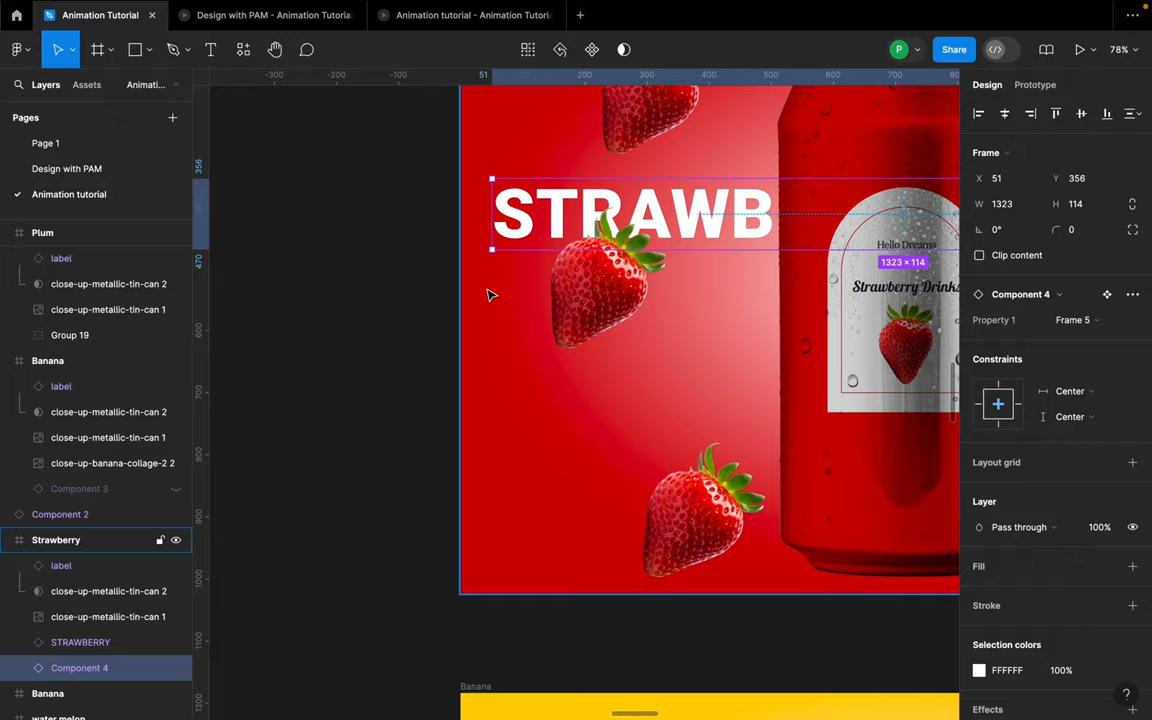 Animation Tutorial
Design with PAM - Animation Tutoria
Animation tutorial - Animation Tutori
P
Share
78%
Layers
Assets
Animati...
Pages
Page 1
Design with PAM
Animation tutorial
Plum
label
close-up-metallic-tin-can 2
close-up-metallic-tin-can 1
Group 19
Banana
label
close-up-metallic-tin-can 2
close-up-metallic-tin-can 1
close-up-banana-collage-2 2
Component 3
Component 2
Strawberry
label
close-up-metallic-tin-can 2
close-up-metallic-tin-can 1
STRAWBERRY
Component 4
Banana
water melon
-300
-200
-100
51
200
300
400
500
600
700
80
356
470
600
700
800
900
1000
1100
1200
STRAWB
Hello Dreams
1323 × 114
Strawberry Drinks
Banana
Design
Prototype
Frame
X 51
Y 356
W 1323
H 114
0°
0
Clip content
Component 4
Property 1
Frame 5
Constraints
Center
Center
Layout grid
Layer
Pass through
100%
Fill
Stroke
Selection colors
FFFFFF
100%
Effects
?